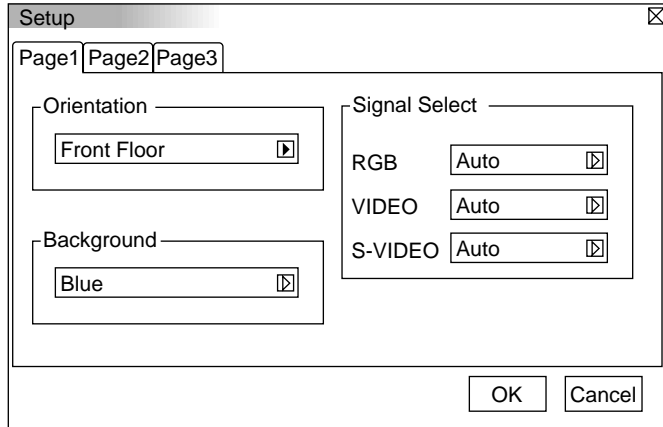 Setup
Page1 Page2 Page3
Orientation
Front Floor
Background
Blue
Signal Select
RGB Auto
VIDEO Auto
S-VIDEO Auto
OK Cancel